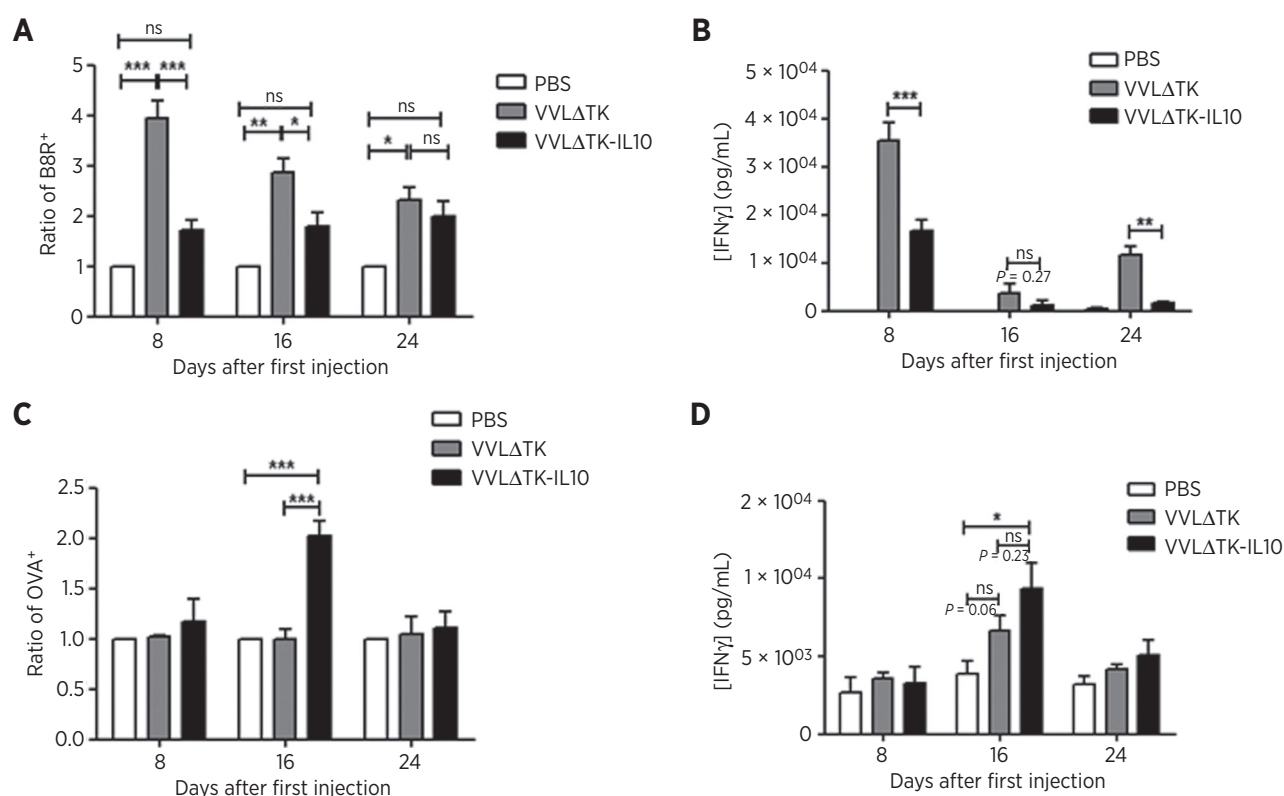 A
ns
*** ***
ns
** *
ns
* ns
5
4
3
2
1
0
Ratio of B8R⁺
8 16 24
Days after first injection
PBS
VVLΔTK
VVLΔTK-IL10
B
PBS
VVLΔTK
VVLΔTK-IL10
5 × 10⁰⁴
4 × 10⁰⁴
3 × 10⁰⁴
2 × 10⁰⁴
1 × 10⁰⁴
0
[IFNγ] (pg/mL)
***
ns
P = 0.27
**
8 16 24
Days after first injection
C
PBS
VVLΔTK
VVLΔTK-IL10
***
***
2.5
2.0
1.5
1.0
0.5
0.0
Ratio of OVA⁺
8 16 24
Days after first injection
D
PBS
VVLΔTK
VVLΔTK-IL10
2 × 10⁰⁴
1 × 10⁰⁴
5 × 10⁰³
0
[IFNγ] (pg/mL)
*
ns
P = 0.23
ns
P = 0.06
8 16 24
Days after first injection